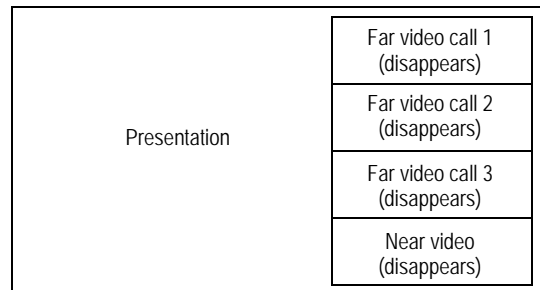 Presentation
Far video call 1
(disappears)
Far video call 2
(disappears)
Far video call 3
(disappears)
Near video
(disappears)